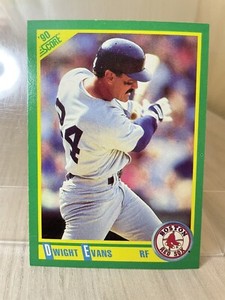 '90
SCORE
24
DWIGHT EVANS RF
BOSTON
RED SOX